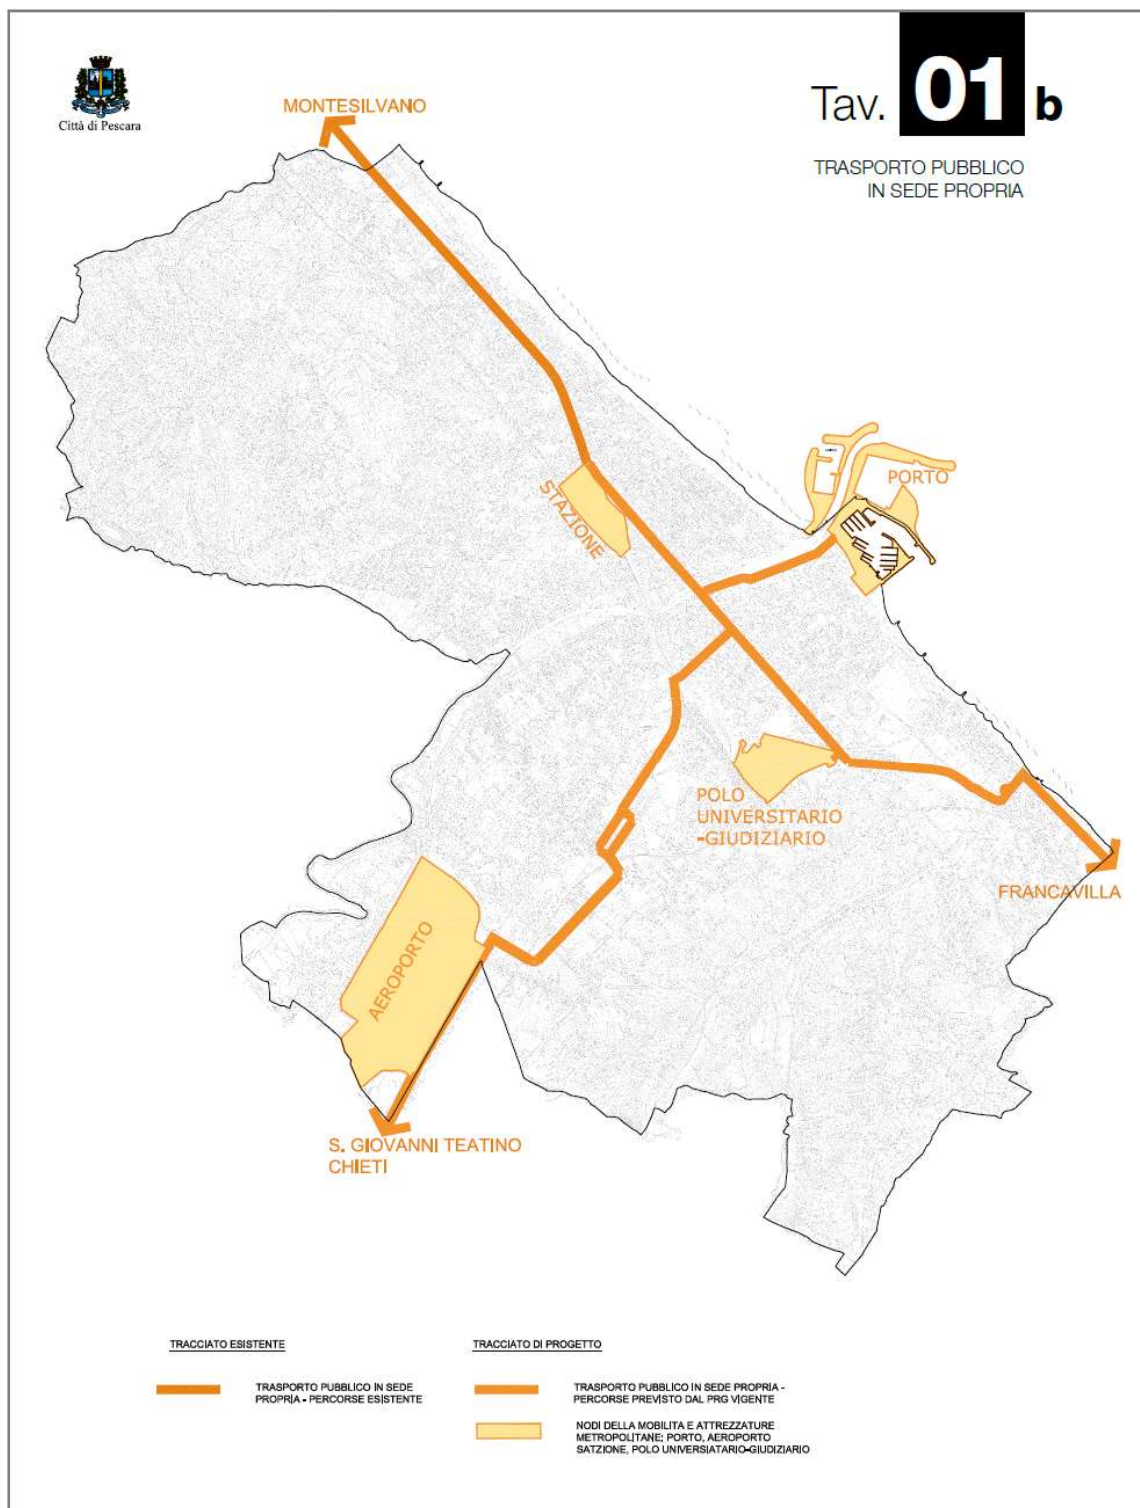 Città di Pescara
Tav. 01 b
TRASPORTO PUBBLICO
IN SEDE PROPRIA
MONTESILVANO
PORTO
STAZIONE
POLO
UNIVERSITARIO
-GIUDIZIARIO
FRANCAVILLA
AEROPORTO
S. GIOVANNI TEATINO
CHIETI
TRACCIATO ESISTENTE
TRASPORTO PUBBLICO IN SEDE
PROPRIA - PERCORSE ESISTENTE
TRACCIATO DI PROGETTO
TRASPORTO PUBBLICO IN SEDE PROPRIA -
PERCORSE PREVISTO DAL PRG VIGENTE
NODI DELLA MOBILITA E ATTREZZATURE
METROPOLITANE; PORTO, AEROPORTO
SATZIONE, POLO UNIVERSIATARIO-GIUDIZIARIO